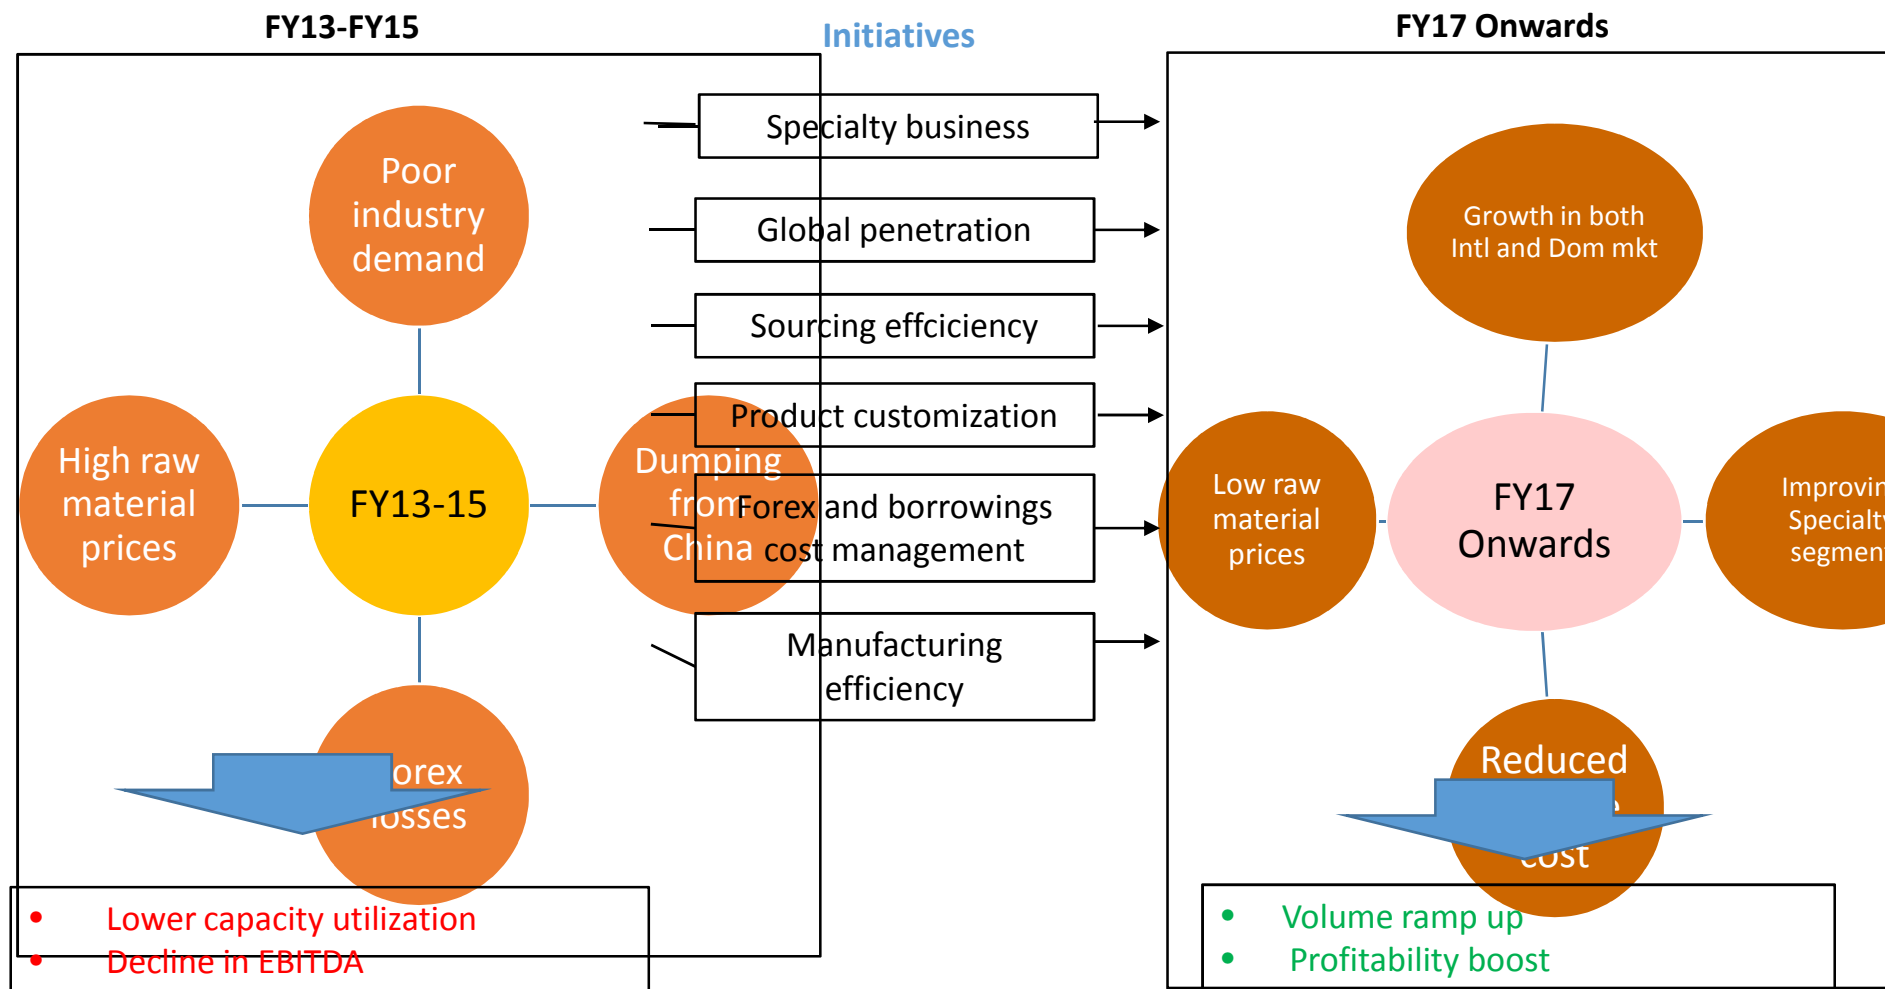 FY13-FY15
Initiatives
FY17 Onwards
Poor
industry
demand
High raw
material
prices
FY13-15
Dumping
from
China
losses
Lower capacity utilization
Decline in EBITDA
Specialty business
Global penetration
Sourcing effciciency
Product customization
Forex and borrowings
cost management
Manufacturing
efficiency
Growth in both
Intl and Dom mkt
Low raw
material
prices
FY17
Onwards
Specialty
Reduced
cost
Volume ramp up
Profitability boost